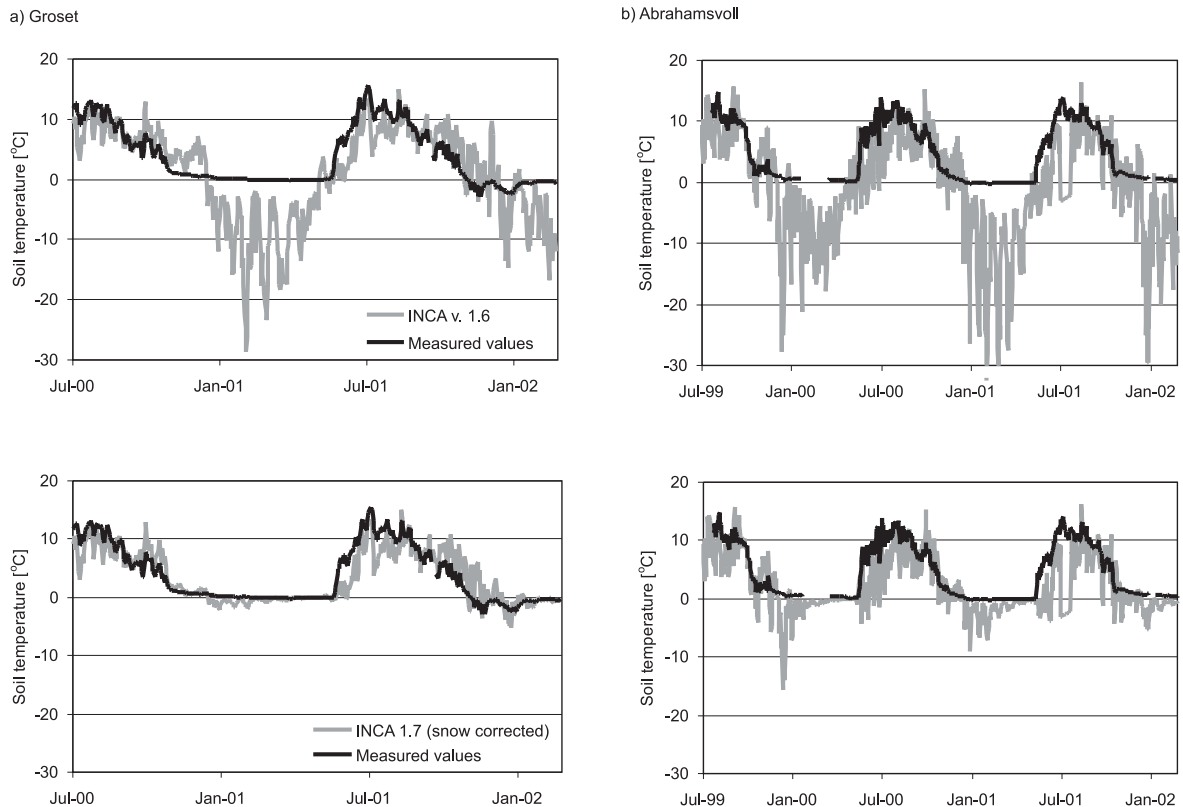 a) Groset
b) Abrahamsvoll
Soil temperature [°C]
20
10
0
-10
-20
-30
INCA v. 1.6
Measured values
Jul-00
Jan-01
Jul-01
Jan-02
Soil temperature [°C]
20
10
0
-10
-20
-30
Jul-99
Jan-00
Jul-00
Jan-01
Jul-01
Jan-02
Soil temperature [°C]
20
10
0
-10
-20
-30
INCA 1.7 (snow corrected)
Measured values
Jul-00
Jan-01
Jul-01
Jan-02
Soil temperature [°C]
20
10
0
-10
-20
-30
Jul-99
Jan-00
Jul-00
Jan-01
Jul-01
Jan-02